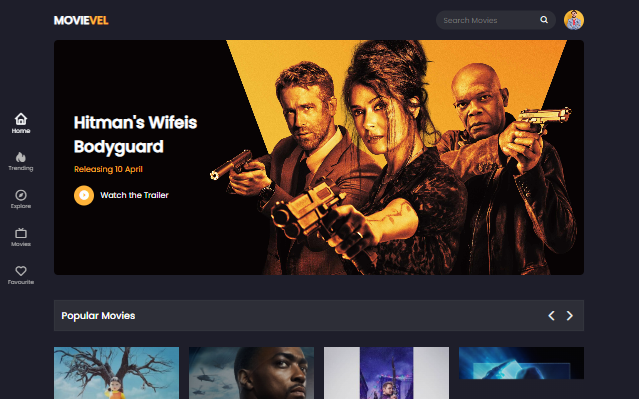 MOVIEVEL
Search Movies
Home
Trending
Explore
Movies
Favourite
Hitman's Wifeis
Bodyguard
Releasing 10 April
Watch the Trailer
Popular Movies